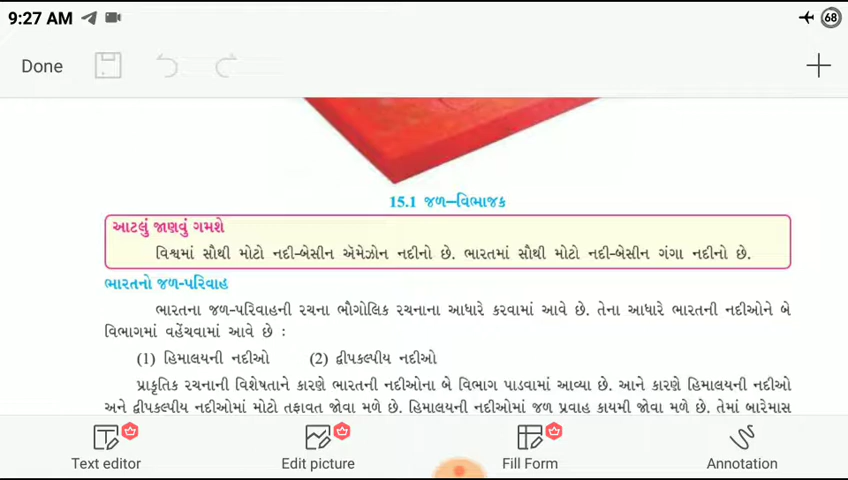 9:27 AM
68
Done
15.1 જળ–વિભાજક
આટલું જાણવું ગમશે
વિશ્વમાં સૌથી મોટો નદી-બેસીન ઍમેઝોન નદીનો છે. ભારતમાં સૌથી મોટો નદી-બેસીન ગંગા નદીનો છે.
ભારતનો જળ-પરિવાહ
ભારતના જળ-પરિવાહની રચના ભૌગોલિક રચનાના આધારે કરવામાં આવે છે. તેના આધારે ભારતની નદીઓને બે
વિભાગમાં વહેંચવામાં આવે છે :
(1) હિમાલયની નદીઓ (2) દ્વીપકલ્પીય નદીઓ
પ્રાકૃતિક રચનાની વિશેષતાને કારણે ભારતની નદીઓના બે વિભાગ પાડવામાં આવ્યા છે. આને કારણે હિમાલયની નદીઓ
અને દ્વીપકલ્પીય નદીઓમાં મોટો તફાવત જોવા મળે છે. હિમાલયની નદીઓમાં જળ પ્રવાહ કાયમી જોવા મળે છે. તેમાં બારેમાસ
Text editor
Edit picture
Fill Form
Annotation